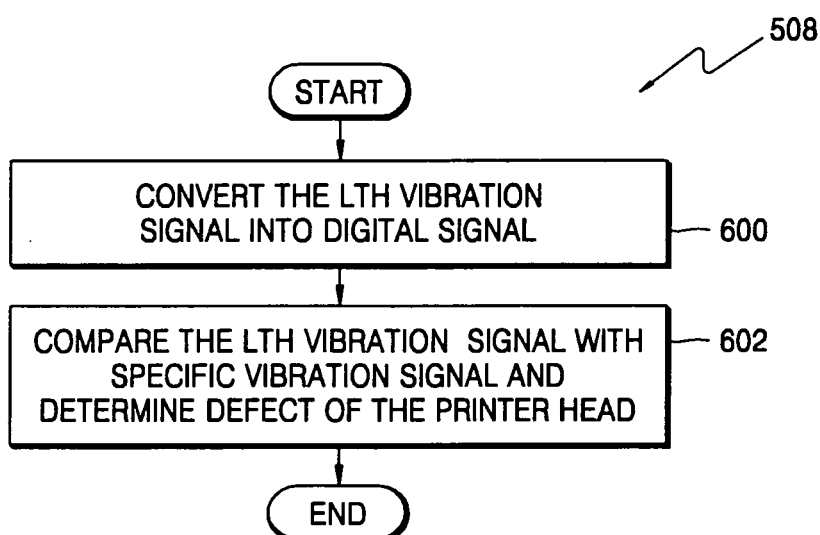 508
START
CONVERT THE LTH VIBRATION
SIGNAL INTO DIGITAL SIGNAL
600
COMPARE THE LTH VIBRATION SIGNAL WITH
SPECIFIC VIBRATION SIGNAL AND
DETERMINE DEFECT OF THE PRINTER HEAD
602
END